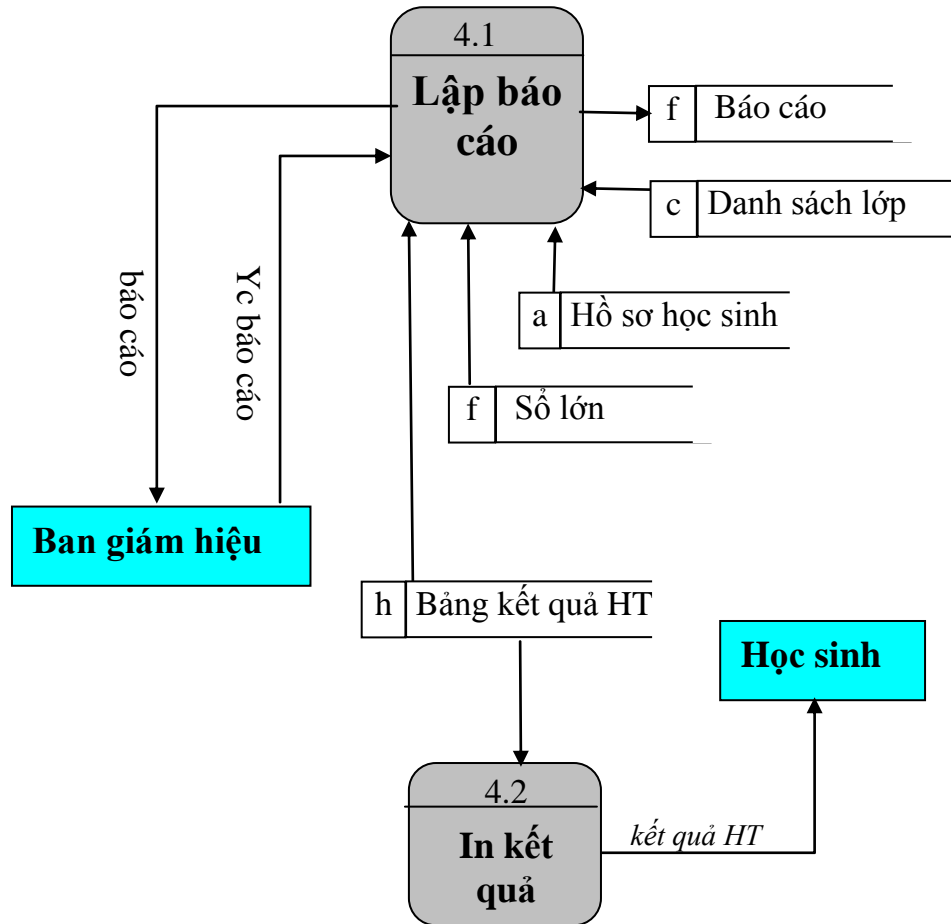 4.1
Lập báo
cáo
f Báo cáo
c Danh sách lớp
báo cáo
Yc báo cáo
a Hồ sơ học sinh
f Sổ lớn
Ban giám hiệu
h Bảng kết quả HT
Học sinh
4.2
In kết
quả
kết quả HT